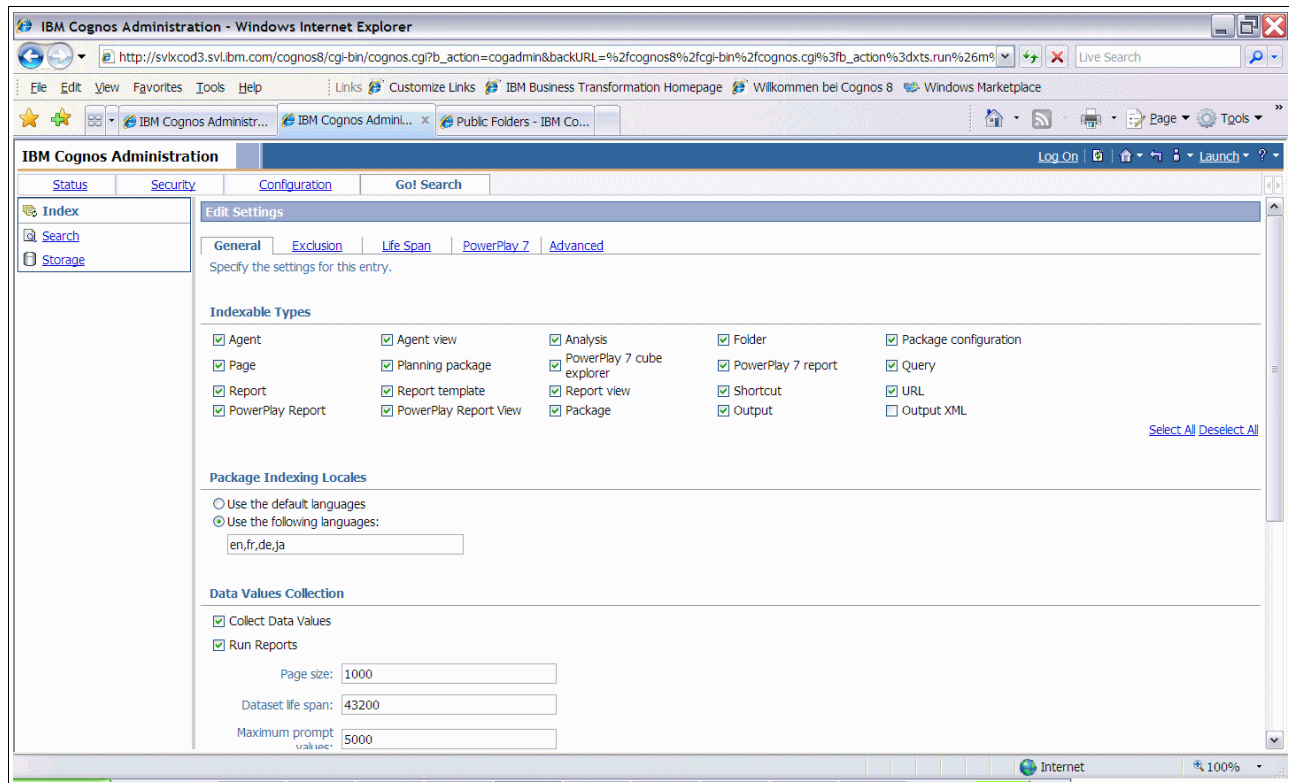 IBM Cognos Administration - Windows Internet Explorer
http://svlxcod3.svl.ibm.com/cognos8/cgi-bin/cognos.cgi?b_action=cogadmin&backURL=%2fcognos8%2fcgi-bin%2fcognos.cgi%3fb_action%3dxts.run%26m% Live Search
File Edit View Favorites Tools Help Links Customize Links IBM Business Transformation Homepage Willkommen bei Cognos 8 Windows Marketplace
IBM Cognos Administr... IBM Cognos Admini... Public Folders - IBM Co... Page Tools
IBM Cognos Administration Log On Launch ?
Status Security Configuration Go! Search
Index Edit Settings
Search
Storage
General Exclusion Life Span PowerPlay 7 Advanced
Specify the settings for this entry.
Indexable Types
Agent Agent view Analysis Folder Package configuration
Page Planning package PowerPlay 7 cube explorer PowerPlay 7 report Query
Report Report template Report view Shortcut URL
PowerPlay Report PowerPlay Report View Package Output Output XML
Select All Deselect All
Package Indexing Locales
Use the default languages
Use the following languages:
en,fr,de,ja
Data Values Collection
Collect Data Values
Run Reports
Page size: 1000
Dataset life span: 43200
Maximum prompt values: 5000
Internet 100%